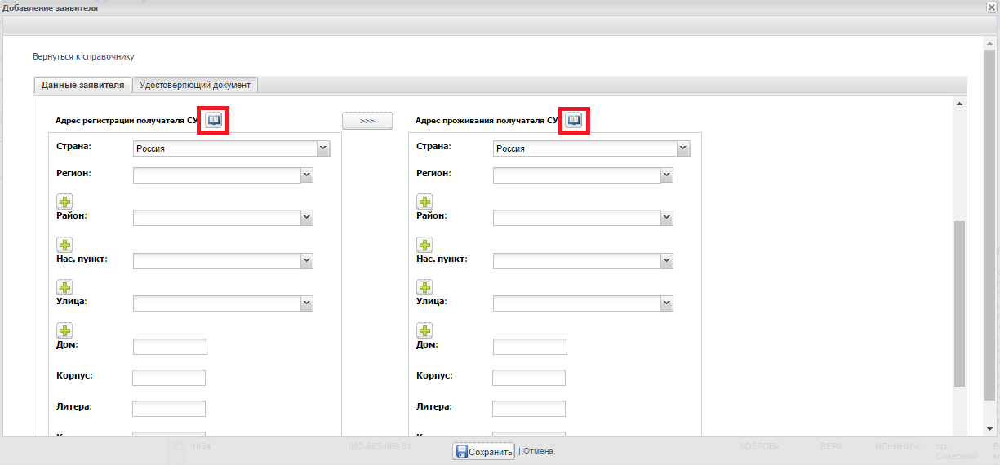 Добавление заявителя
Вернуться к справочнику
Данные заявителя Удостоверяющий документ
Адрес регистрации получателя СУ >>> Адрес проживания получателя СУ
Страна: Россия Страна: Россия
Регион: Регион:
Район: Район:
Нас. пункт: Нас. пункт:
Улица: Улица:
Дом: Дом:
Корпус: Корпус:
Литера: Литера:
1864 082-665-066 81 Сохранить | Отмена КОЗЛОВА ВЕРА ИЛЬИНИЧ... пгт
Советский